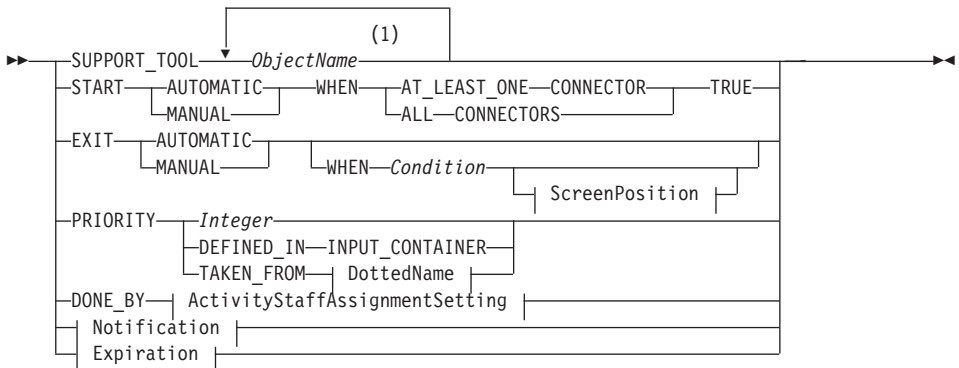 (1)
SUPPORT_TOOL ObjectName
START AUTOMATIC WHEN AT_LEAST_ONE CONNECTOR TRUE
MANUAL ALL CONNECTORS
EXIT AUTOMATIC
MANUAL WHEN Condition
ScreenPosition
PRIORITY Integer
DEFINED_IN INPUT_CONTAINER
TAKEN_FROM DottedName
DONE_BY ActivityStaffAssignmentSetting
Notification
Expiration